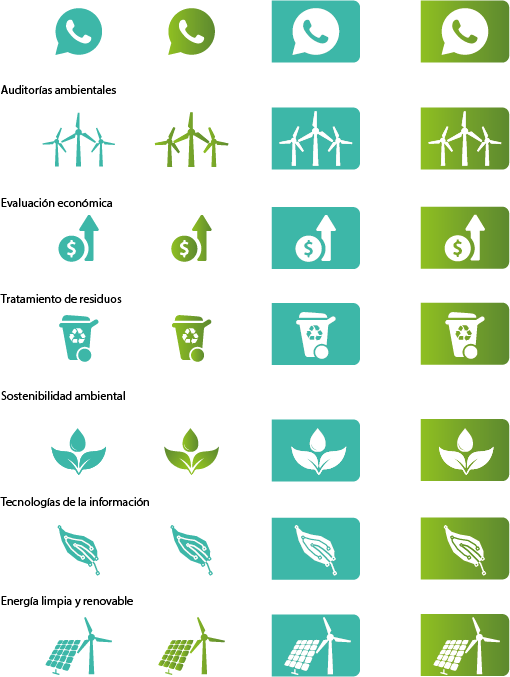 Auditorías ambientales
Evaluación económica
$ $ $ $
Tratamiento de residuos
Sostenibilidad ambiental
Tecnologías de la información
Energía limpia y renovable